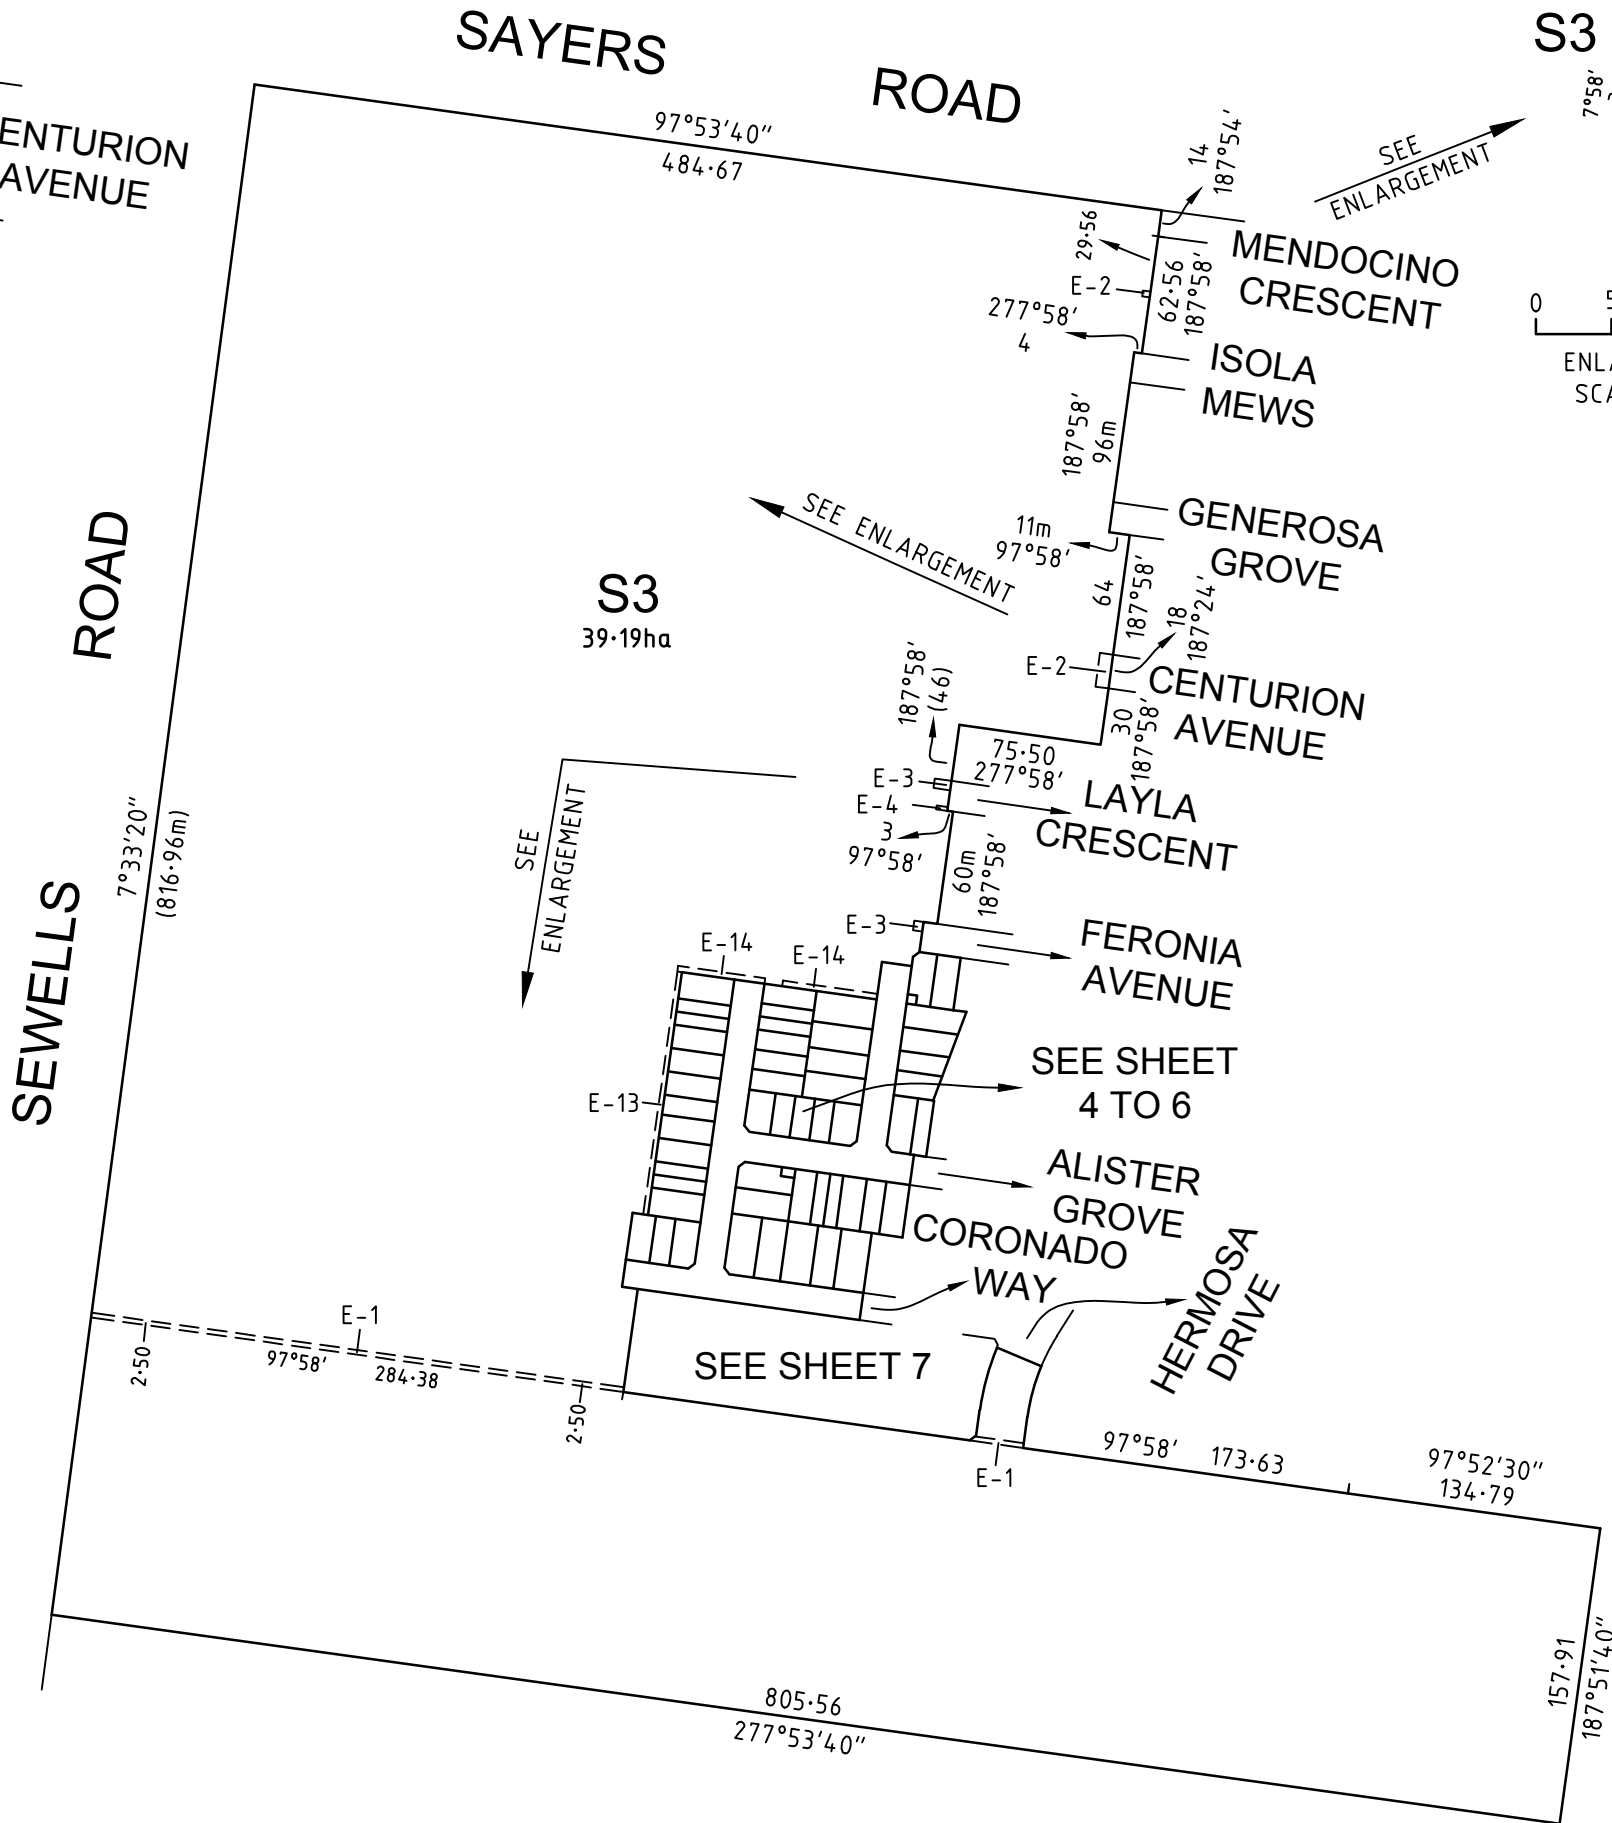 SAYERS ROAD
S3
7°58'
ENTURION
AVENUE
97°53'40"
484·67
14
187°54'
SEE
ENLARGEMENT
29·56
E-2
62·56
187°58'
MENDOCINO
CRESCENT
277°58'
4
0
ENL
SCA
ISOLA
MEWS
187°58'
96m
SEE ENLARGEMENT
11m
97°58'
GENEROSA
GROVE
ROAD
S3
39·19ha
64
187°58'
18
187°24'
E-2
CENTURION
AVENUE
187°58'
(46)
75·50
277°58'
30
187°58'
E-3
E-4
3
97°58'
LAYLA
CRESCENT
7°33'20"
(816·96m)
SEE
ENLARGEMENT
60m
187°58'
SEWELLS
E-3
FERONIA
AVENUE
E-14
E-14
SEE SHEET
4 TO 6
E-13
ALISTER
GROVE
CORONADO
WAY
HERMOSA
DRIVE
E-1
2·50
97°58'
284·38
2·50
SEE SHEET 7
E-1
97°58' 173·63
97°52'30"
134·79
157·91
187°51'40"
805·56
277°53'40"